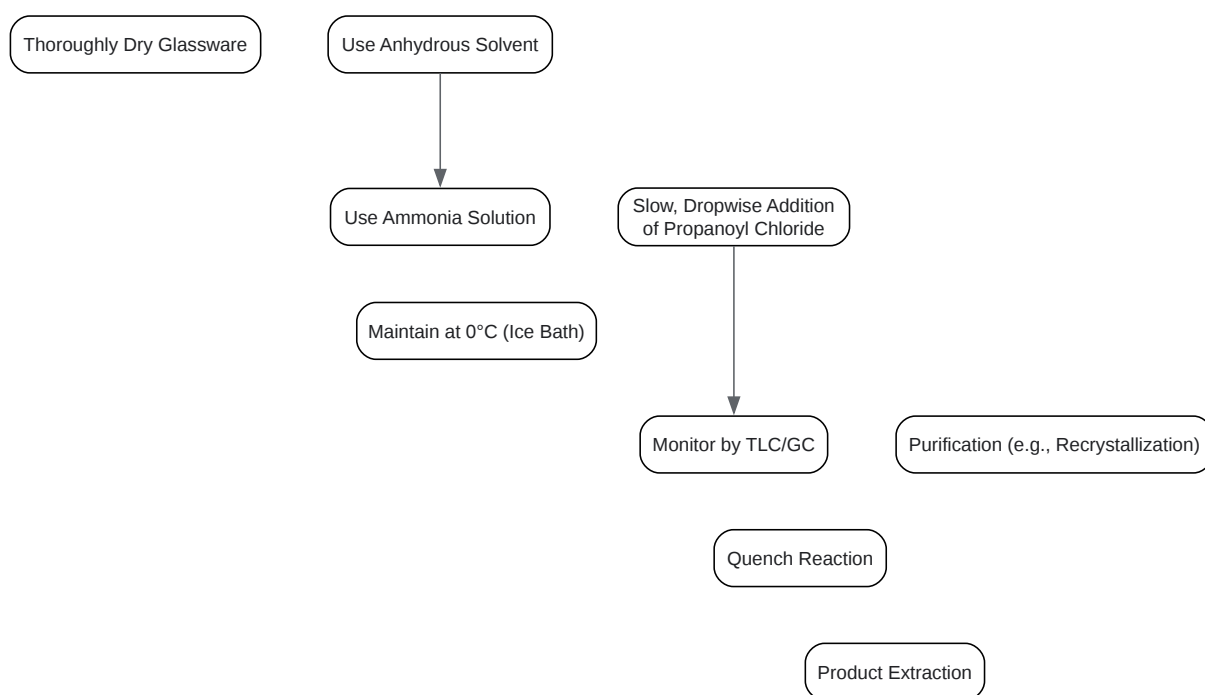 Thoroughly Dry Glassware
Use Anhydrous Solvent
Use Ammonia Solution
Slow, Dropwise Addition
of Propanoyl Chloride
Maintain at 0°C (Ice Bath)
Monitor by TLC/GC
Purification (e.g., Recrystallization)
Quench Reaction
Product Extraction